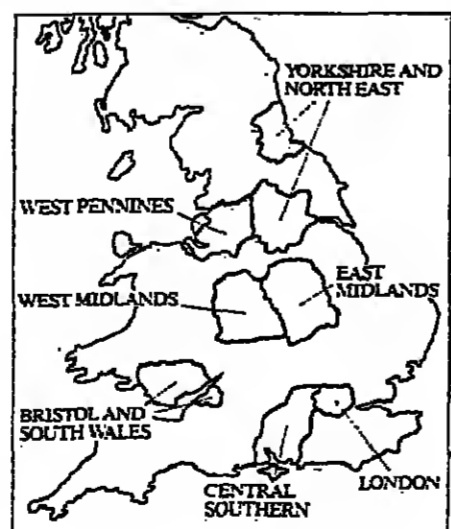 YORKSHIRE AND
NORTH EAST
WEST PENNINES
EAST
MIDLANDS
WEST MIDLANDS
BRISTOL AND
SOUTH WALES
LONDON
CENTRAL
SOUTHERN